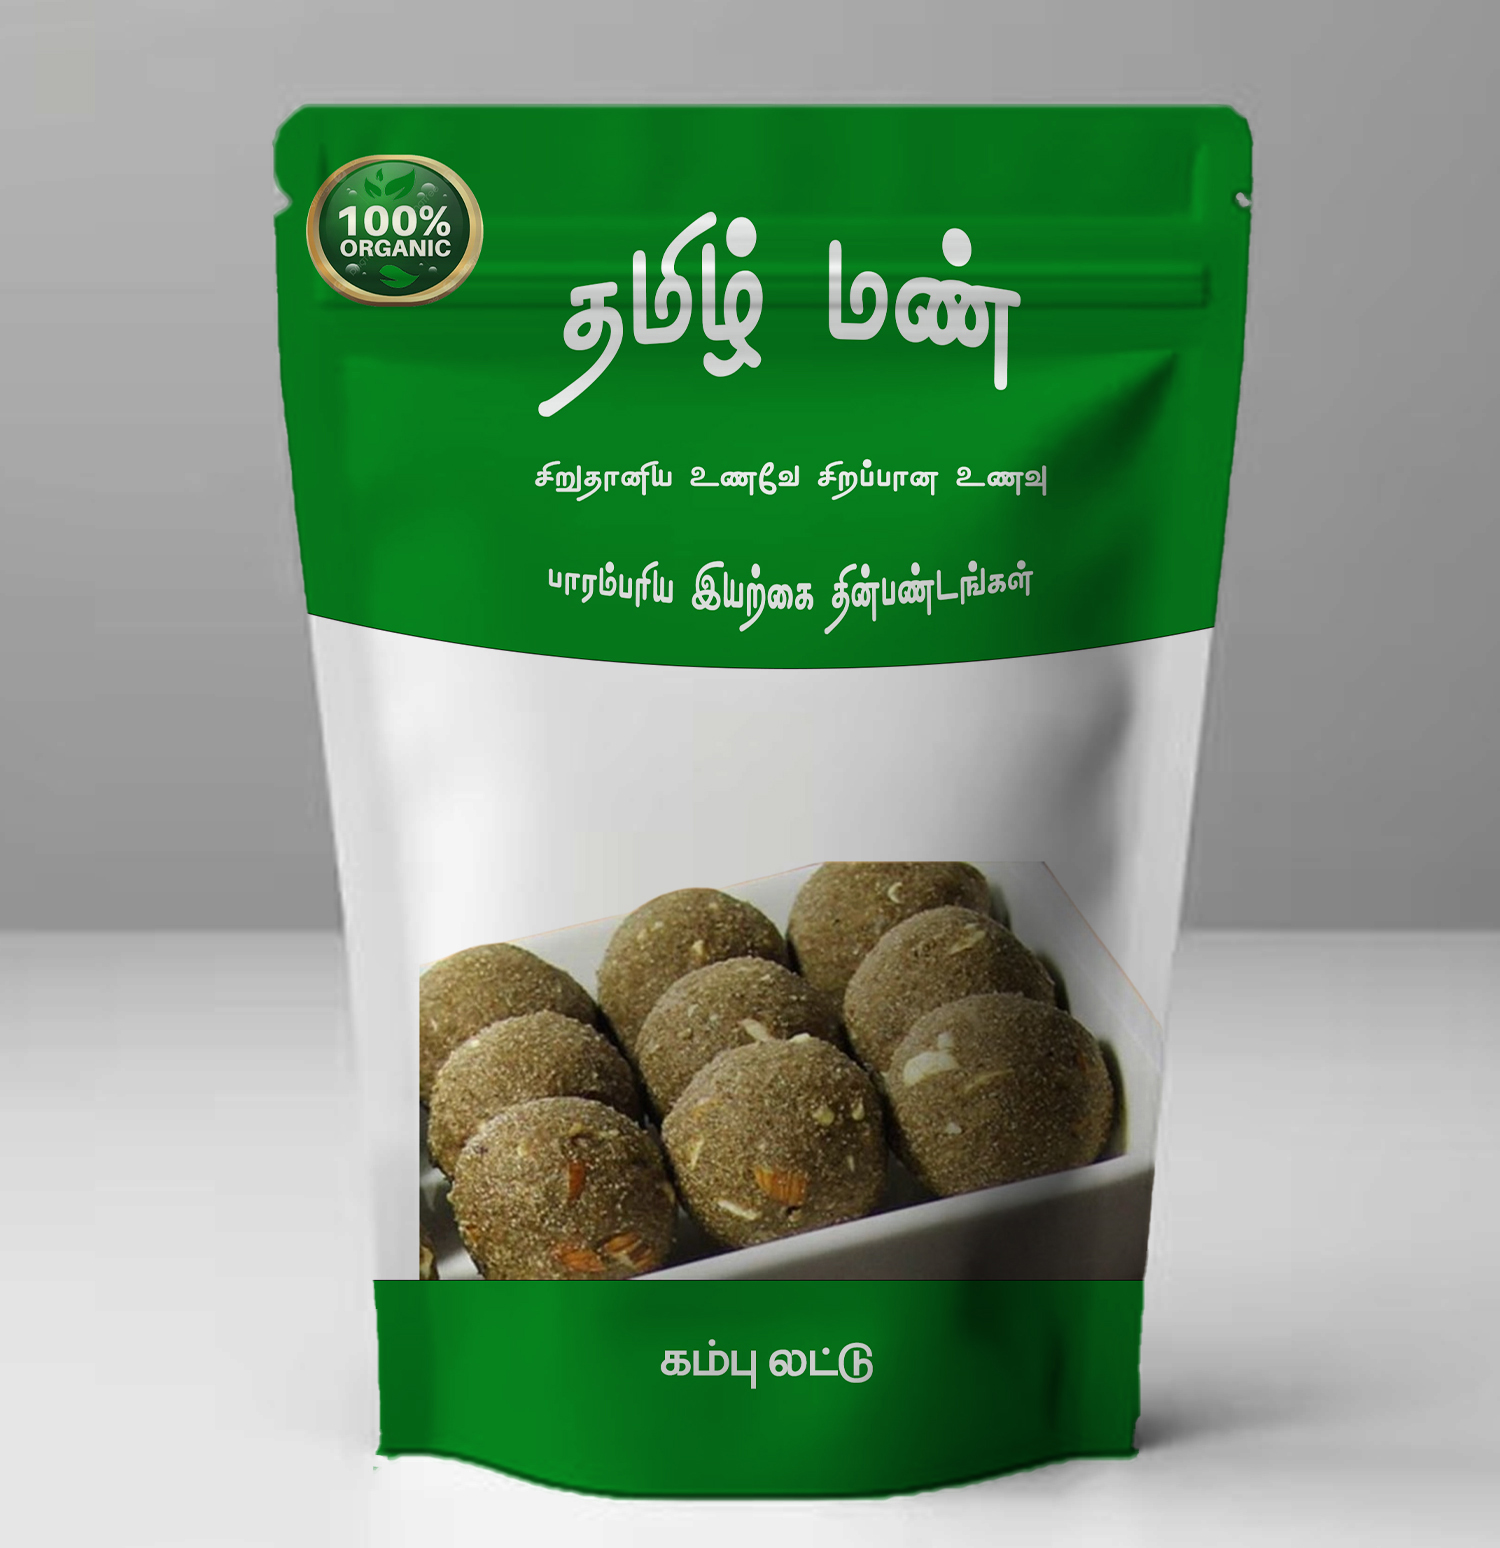 100%
ORGANIC
தமிழ் மண்
சிறுதானிய உணவே சிறப்பான உணவு
பாரம்பரிய இயற்கை தின்பண்டங்கள்
கம்பு லட்டு